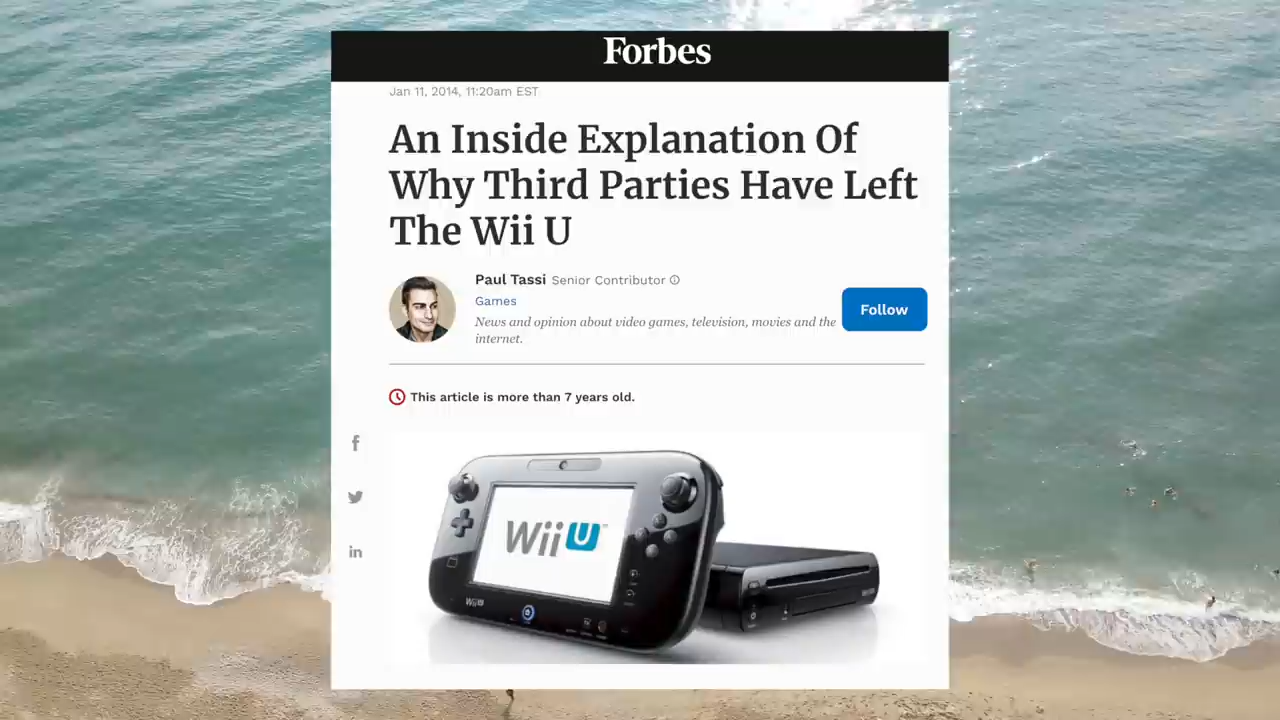 Forbes
Jan 11, 2014, 11:20am EST
An Inside Explanation Of
Why Third Parties Have Left
The Wii U
Paul Tassi Senior Contributor
Games
News and opinion about video games, television, movies and the
internet.
Follow
This article is more than 7 years old.
f
in
Wii U
Wii U